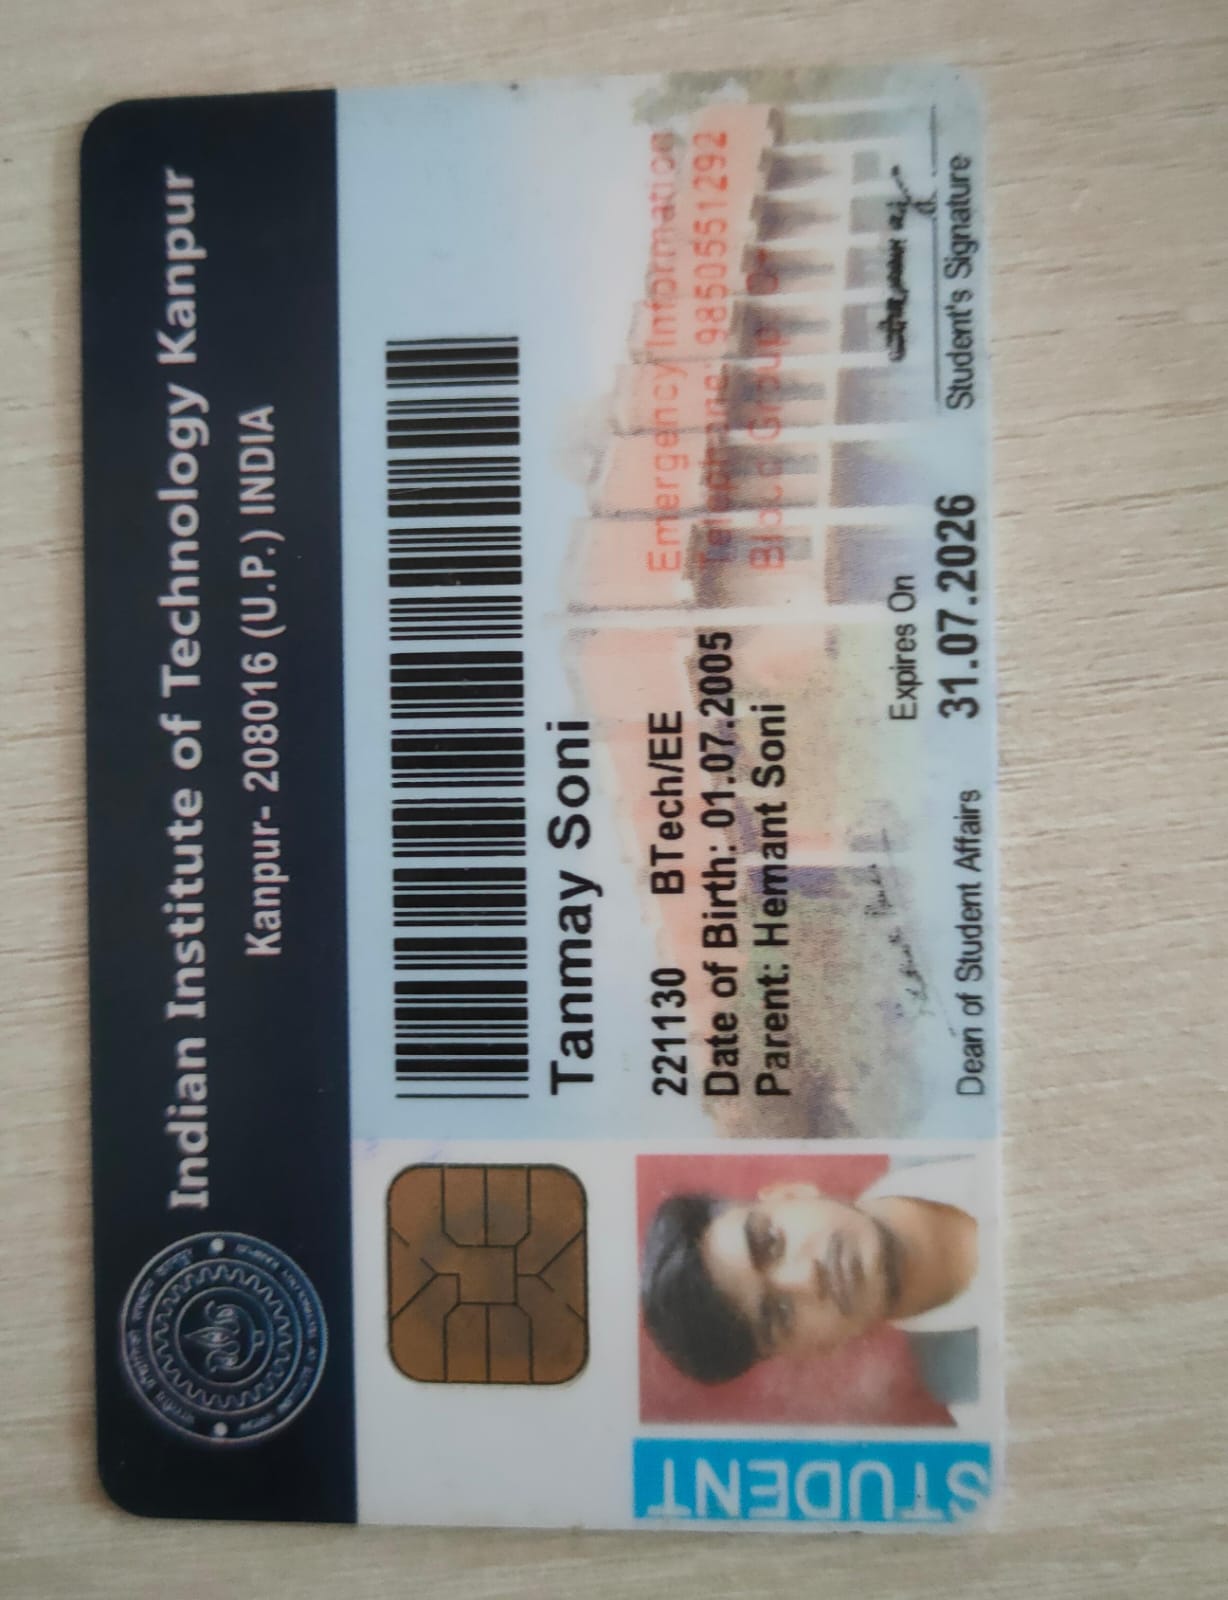 Indian Institute of Technology Kanpur
Kanpur- 208016 (U.P.) INDIA
Tanmay Soni
221130 BTech/EE
Date of Birth: 01.07.2005
Parent: Hemant Soni
Emergency Information
Telephone: 9850551292
Blood Group:
Dean of Student Affairs
Expires On
31.07.2026
Student's Signature
STUDENT